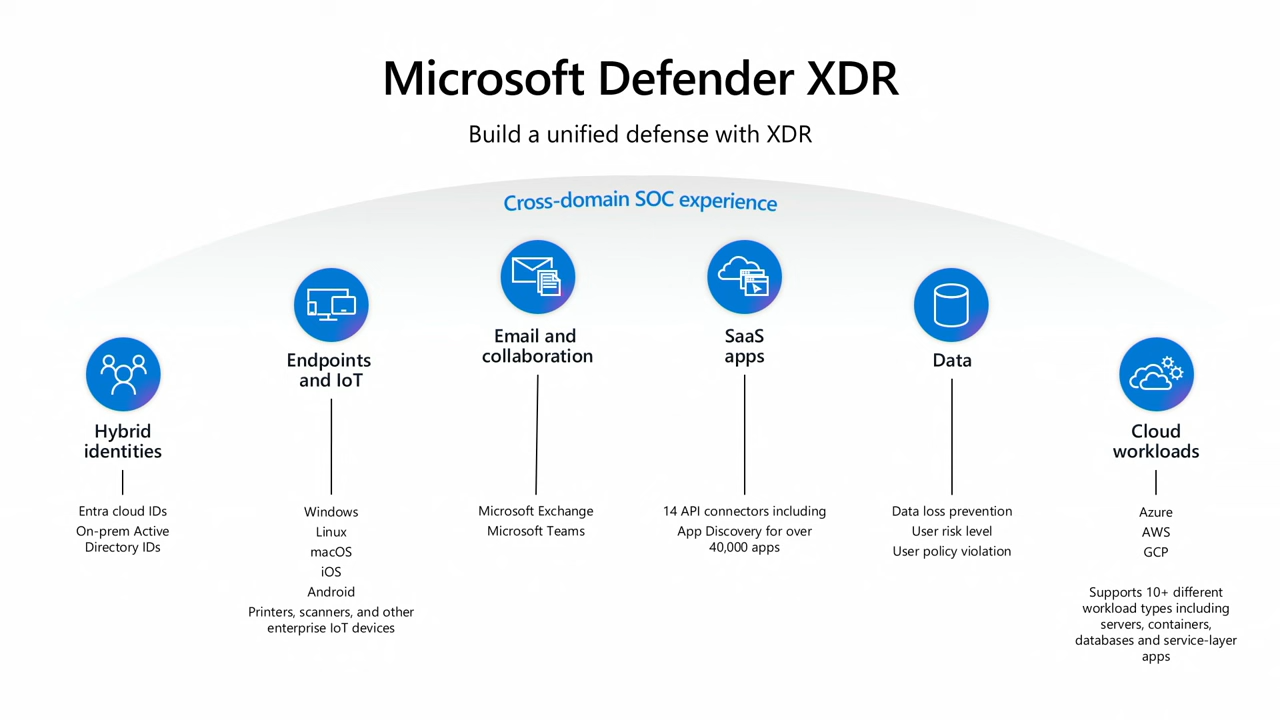 Microsoft Defender XDR
Build a unified defense with XDR
Cross-domain SOC experience
Hybrid
identities
Entra cloud IDs
On-prem Active
Directory IDs
Endpoints
and IoT
Windows
Linux
macOS
iOS
Android
Printers, scanners, and other
enterprise IoT devices
Email and
collaboration
Microsoft Exchange
Microsoft Teams
SaaS
apps
14 API connectors including
App Discovery for over
40,000 apps
Data
Data loss prevention
User risk level
User policy violation
Cloud
workloads
Azure
AWS
GCP
Supports 10+ different
workload types including
servers, containers,
databases and service-layer
apps